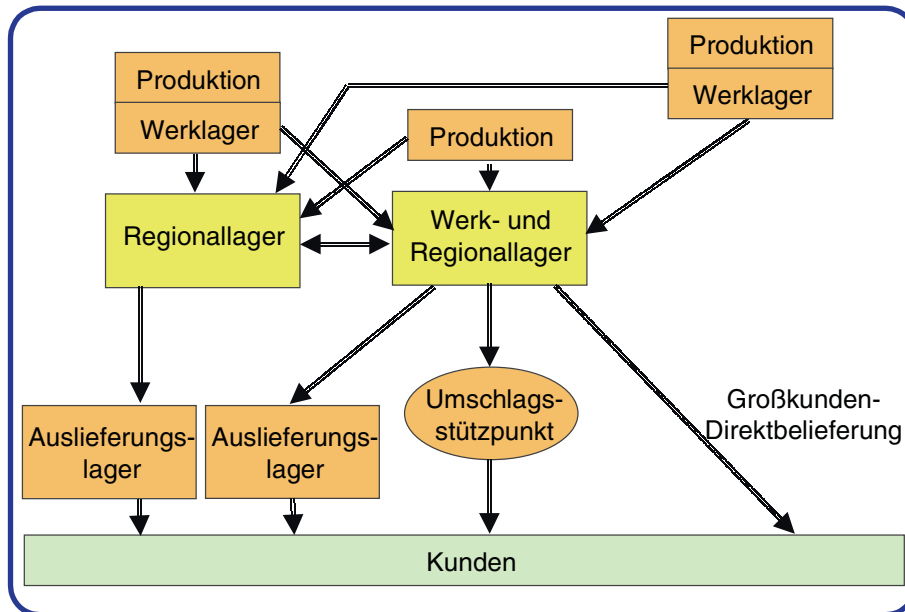 Produktion
Werklager
Produktion
Werklager
Produktion
Regionallager
Werk- und
Regionallager
Auslieferungs-
lager
Auslieferungs-
lager
Umschlags-
stützpunkt
Großkunden-
Direktbelieferung
Kunden